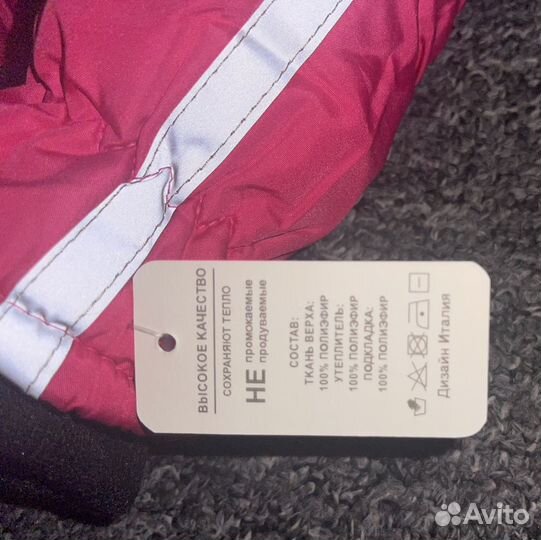 ВЫСОКОЕ КАЧЕСТВО
СОХРАНЯЮТ ТЕПЛО
НЕ промокаемые
продуваемые
СОСТАВ:
ТКАНЬ ВЕРХА:
100% ПОЛИЭФИР
УТЕПЛИТЕЛЬ:
100% ПОЛИЭФИР
ПОДКЛАДКА:
100% ПОЛИЭФИР
Дизайн Италия
Avito